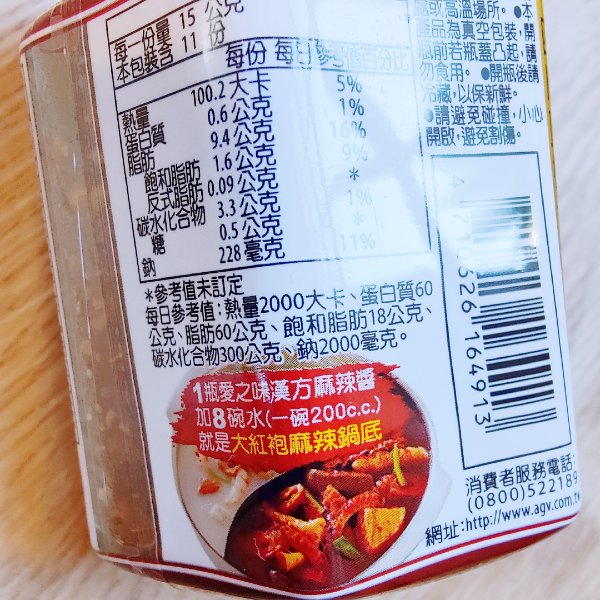 每一份量 15 公克
本包裝含 11 份
每份 每日參考值百分比
熱量 100.2 大卡 5%
蛋白質 0.6 公克 1%
脂肪 9.4 公克 16%
飽和脂肪 1.6 公克 9%
反式脂肪 0.09 公克 *
碳水化合物 3.3 公克 1%
糖 0.5 公克 *
鈉 228 毫克 11%
*參考值未訂定
每日參考值:熱量2000大卡、蛋白質60
公克、脂肪60公克、飽和脂肪18公克、
碳水化合物300公克、鈉2000毫克。
1瓶愛之味漢方麻辣醬
加8碗水(一碗200c.c.)
就是大紅袍麻辣鍋底
或高溫場所。●本
產品為真空包裝,開
瓶前若瓶蓋凸起,請
勿食用。●開瓶後請
冷藏,以保新鮮。
●請避免碰撞,小心
開啟,避免割傷。
4 710626 164913
消費者服務電話:
(0800)522189
網址:http://www.agv.com.tw